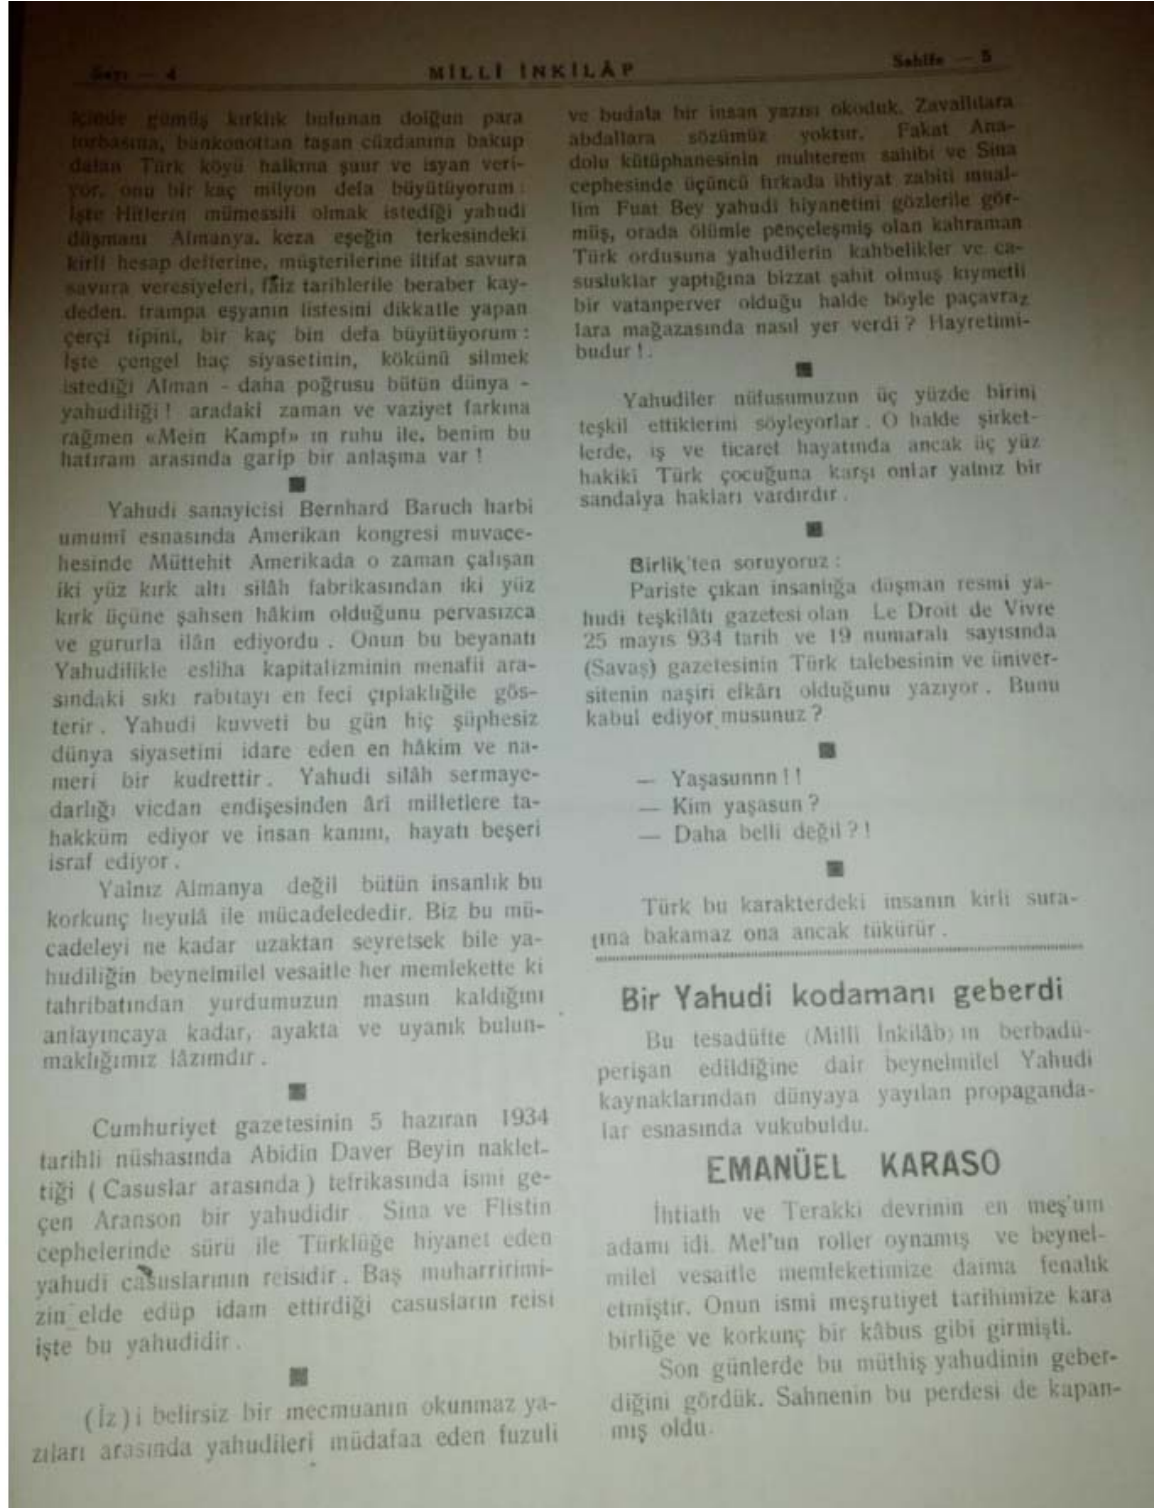 Sayı — 4
MİLLİ İNKİLÂP
Sahife — 5
içinde gümüş kırklık bulunan dolğun para
torbasına, bankonottan taşan cüzdanına bakup
dalan Türk köyü halkına şuur ve isyan veri-
yor, onu bir kaç milyon defa büyütüyorum :
İşte Hitlerin mümessili olmak istediği yahudi
düşmanı Almanya. keza eşeğin terkesindeki
kirli hesap defterine, müşterilerine iltifat savura
savura veresiyeleri, faiz tarihlerile beraber kay-
deden. trampa eşyanın listesini dikkatle yapan
çerçi tipini, bir kaç bin defa büyütüyorum :
İşte çengel haç siyasetinin, kökünü silmek
istediği Alman - daha poğrusu bütün dünya -
yahudiliği ! aradaki zaman ve vaziyet farkına
rağmen «Mein Kampf» ın ruhu ile, benim bu
hatıram arasında garip bir anlaşma var !
Yahudi sanayicisi Bernhard Baruch harbi
umumî esnasında Amerikan kongresi muvace-
hesinde Müttehit Amerikada o zaman çalışan
iki yüz kırk altı silâh fabrikasından iki yüz
kırk üçüne şahsen hâkim olduğunu pervasızca
ve gururla ilân ediyordu . Onun bu beyanatı
Yahudilikle esliha kapitalizminin menafii ara-
sındaki sıkı rabıtayı en feci çıplaklığile gös-
terir . Yahudi kuvveti bu gün hiç şüphesiz
dünya siyasetini idare eden en hâkim ve na-
meri bir kudrettir . Yahudi silâh sermaye-
darlığı vicdan endişesinden âri milletlere ta-
hakküm ediyor ve insan kanını, hayatı beşeri
israf ediyor .
Yalnız Almanya değil bütün insanlık bu
korkunç heyulâ ile mücadelededir. Biz bu mü-
cadeleyi ne kadar uzaktan seyretsek bile ya-
hudiliğin beynelmilel vesaitle her memlekette ki
tahribatından yurdumuzun masun kaldığını
anlayıncaya kadar, ayakta ve uyanık bulun-
maklığımız lâzımdır .
Cumhuriyet gazetesinin 5 haziran 1934
tarihli nüshasında Abidin Daver Beyin naklet-
tiği ( Casuslar arasında ) tefrikasında ismi ge-
çen Aranson bir yahudidir Sina ve Flistin
cephelerinde sürü ile Türklüğe hiyanet eden
yahudi casuslarının reisidir . Baş muharririmi-
zin elde edüp idam ettirdiği casusların reisi
işte bu yahudidir .
(İz) i belirsiz bir mecmuanın okunmaz ya-
zıları arasında yahudileri müdafaa eden fuzuli
ve budala bir insan yazısı okoduk. Zavallılara
abdallara sözümüz yoktur. Fakat Ana-
dolu kütüphanesinin muhterem sahibi ve Sina
cephesinde üçüncü fırkada ihtiyat zabiti mual-
lim Fuat Bey yahudi hiyanetini gözlerile gör-
müş, orada ölümle pençeleşmiş olan kahraman
Türk ordusuna yahudilerin kahbelikler ve ca-
susluklar yaptığına bizzat şahit olmuş kıymetli
bir vatanperver olduğu halde böyle paçavraz
lara mağazasında nasıl yer verdi ? Hayretimi-
budur ! .
Yahudiler nüfusumuzun üç yüzde birini
teşkil ettiklerini söyleyorlar . O halde şirket-
lerde, iş ve ticaret hayatında ancak üç yüz
hakiki Türk çocuğuna karşı onlar yalnız bir
sandalya hakları vardırdır .
Birlik'ten soruyoruz :
Pariste çıkan insanlığa düşman resmi ya-
hudi teşkilâtı gazetesi olan Le Droit de Vivre
25 mayıs 934 tarih ve 19 numaralı sayısında
(Savaş) gazetesinin Türk talebesinin ve üniver-
sitenin naşiri efkârı olduğunu yazıyor . Bunu
kabul ediyor musunuz ?
— Yaşasunnn ! !
— Kim yaşasun ?
— Daha belli değil ? !
Türk bu karakterdeki insanın kirli sura-
tına bakamaz ona ancak tükürür .
Bir Yahudi kodamanı geberdi
Bu tesadüfte (Milli İnkilâb) ın berbadü-
perişan edildiğine dair beynelmilel Yahudi
kaynaklarından dünyaya yayılan propaganda-
lar esnasında vukubuldu.
EMANÜEL KARASO
İhtiath ve Terakki devrinin en meş'um
adamı idi. Mel'un roller oynamış ve beynel-
milel vesaitle memleketimize daima fenalık
etmiştir. Onun ismi meşrutiyet tarihimize kara
birliğe ve korkunç bir kâbus gibi girmişti.
Son günlerde bu müthiş yahudinin geber-
diğini gördük. Sahnenin bu perdesi de kapan-
mış oldu.